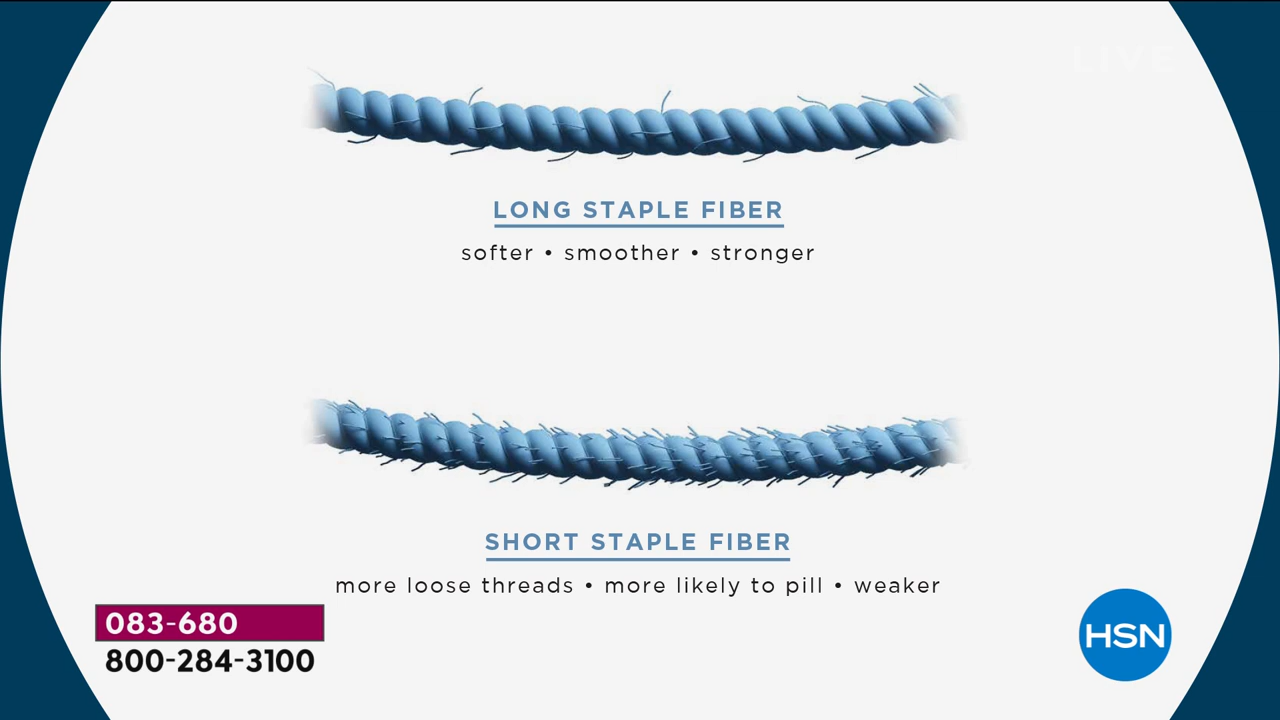 LIVE
LONG STAPLE FIBER
softer • smoother • stronger
SHORT STAPLE FIBER
more loose threads • more likely to pill • weaker
083-680
800-284-3100
HSN